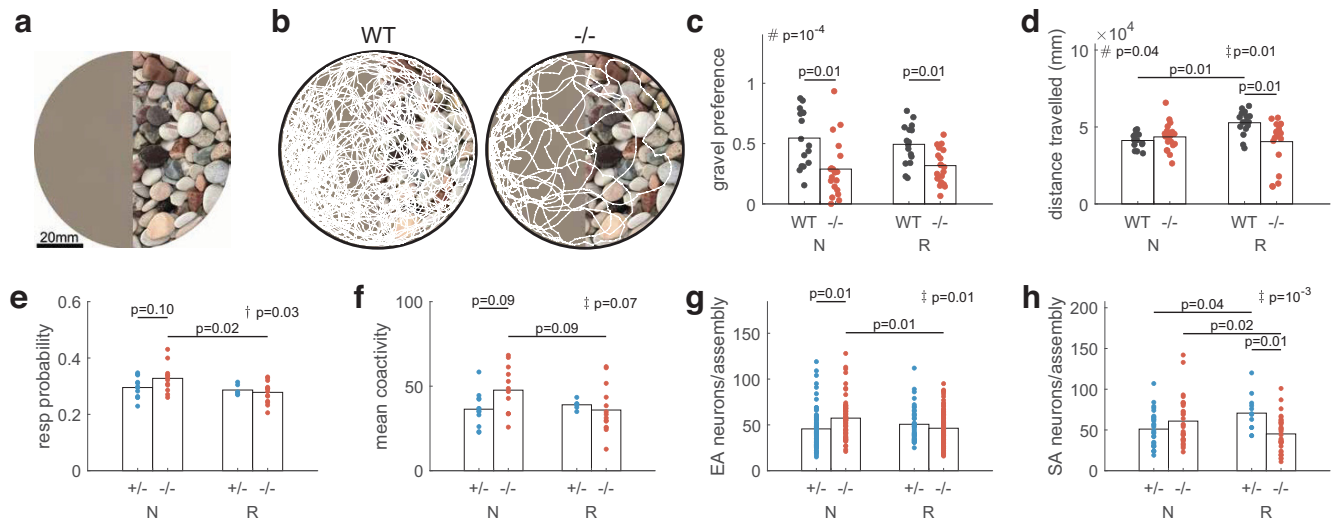 a
20mm
b
WT
-/-
c
gravel preference
# p=10-4
p=0.01
p=0.01
1
0.5
0
WT -/- WT -/-
N R
d
distance travelled (mm)
×10 4
10
5
0
# p=0.04 ‡p=0.01
p=0.01
p=0.01
WT -/- WT -/-
N R
e
resp probability
0.6
0.4
0.2
0
p=0.10 † p=0.03
p=0.02
+/- -/- +/- -/-
N R
f
mean coactivity
100
50
0
p=0.09 ‡ p=0.07
p=0.09
+/- -/- +/- -/-
N R
g
EA neurons/assembly
150
100
50
0
p=0.01 ‡ p=0.01
p=0.01
+/- -/- +/- -/-
N R
h
SA neurons/assembly
200
150
100
50
0
p=0.04 ‡ p=10-3
p=0.02
p=0.01
+/- -/- +/- -/-
N R